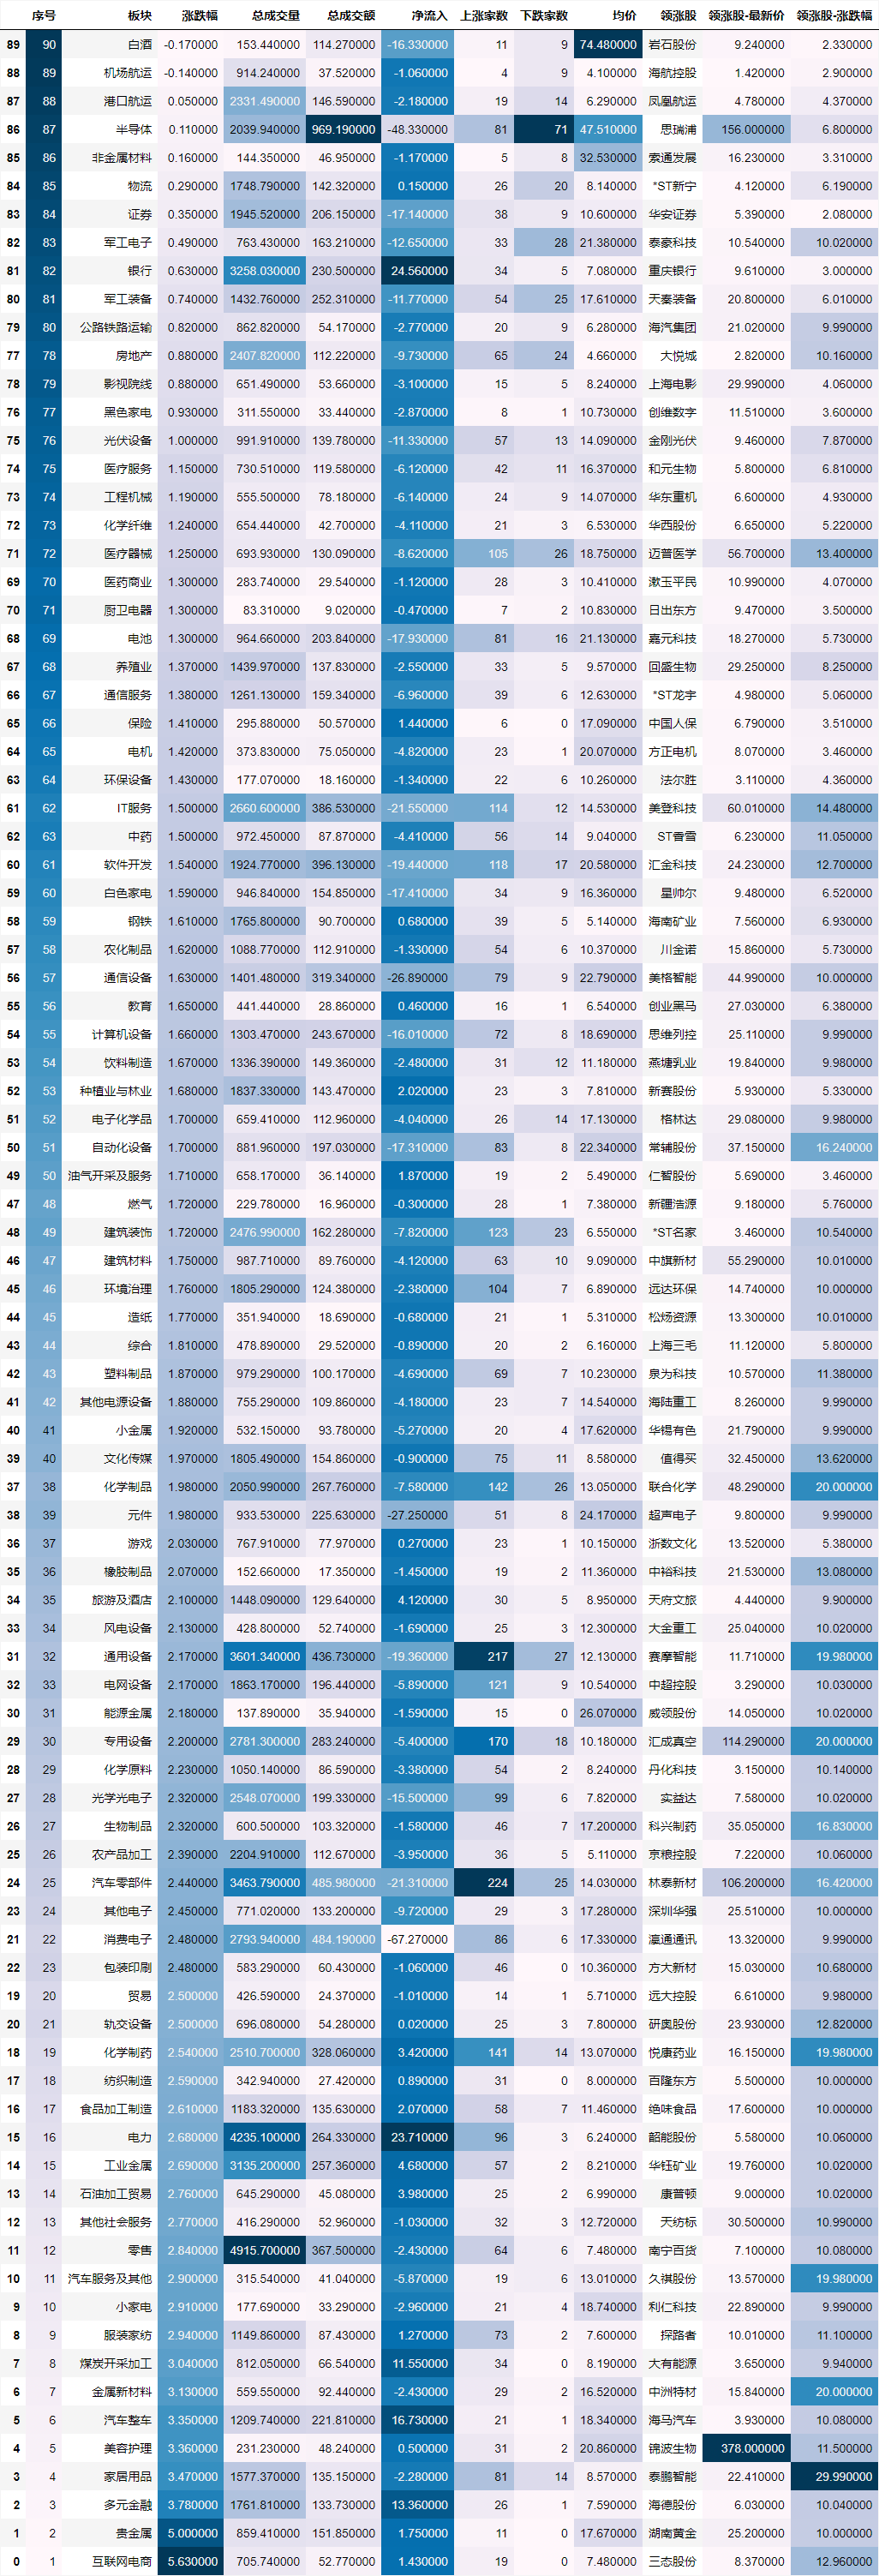 序号 板块 涨跌幅 总成交量 总成交额 净流入 上涨家数 下跌家数 均价 领涨股 领涨股-最新价 领涨股-涨跌幅
89 90 白酒 -0.170000 153.440000 114.270000 -16.330000 11 9 74.480000 岩石股份 9.240000 2.330000
88 89 机场航运 -0.140000 914.240000 37.520000 -1.060000 4 9 4.100000 海航控股 1.420000 2.900000
87 88 港口航运 0.050000 2331.490000 146.590000 -2.180000 19 14 6.290000 凤凰航运 4.780000 4.370000
86 87 半导体 0.110000 2039.940000 969.190000 -48.330000 81 71 47.510000 思瑞浦 156.000000 6.800000
85 86 非金属材料 0.160000 144.350000 46.950000 -1.170000 5 8 32.530000 索通发展 16.230000 3.310000
84 85 物流 0.290000 1748.790000 142.320000 0.150000 26 20 8.140000 *ST新宁 4.120000 6.190000
83 84 证券 0.350000 1945.520000 206.150000 -17.140000 38 9 10.600000 华安证券 5.390000 2.080000
82 83 军工电子 0.490000 763.430000 163.210000 -12.650000 33 28 21.380000 泰豪科技 10.540000 10.020000
81 82 银行 0.630000 3258.030000 230.500000 24.560000 34 5 7.080000 重庆银行 9.610000 3.000000
80 81 军工装备 0.740000 1432.760000 252.310000 -11.770000 54 25 17.610000 天秦装备 20.800000 6.010000
79 80 公路铁路运输 0.820000 862.820000 54.170000 -2.770000 20 9 6.280000 海汽集团 21.020000 9.990000
77 78 房地产 0.880000 2407.820000 112.220000 -9.730000 65 24 4.660000 大悦城 2.820000 10.160000
78 79 影视院线 0.880000 651.490000 53.660000 -3.100000 15 5 8.240000 上海电影 29.990000 4.060000
76 77 黑色家电 0.930000 311.550000 33.440000 -2.870000 8 1 10.730000 创维数字 11.510000 3.600000
75 76 光伏设备 1.000000 991.910000 139.780000 -11.330000 57 13 14.090000 金刚光伏 9.460000 7.870000
74 75 医疗服务 1.150000 730.510000 119.580000 -6.120000 42 11 16.370000 和元生物 5.800000 6.810000
73 74 工程机械 1.190000 555.500000 78.180000 -6.140000 24 9 14.070000 华东重机 6.600000 4.930000
72 73 化学纤维 1.240000 654.440000 42.700000 -4.110000 21 3 6.530000 华西股份 6.650000 5.220000
71 72 医疗器械 1.250000 693.930000 130.090000 -8.620000 105 26 18.750000 迈普医学 56.700000 13.400000
69 70 医药商业 1.300000 283.740000 29.540000 -1.120000 28 3 10.410000 漱玉平民 10.990000 4.070000
70 71 厨卫电器 1.300000 83.310000 9.020000 -0.470000 7 2 10.830000 日出东方 9.470000 3.500000
68 69 电池 1.300000 964.660000 203.840000 -17.930000 81 16 21.130000 嘉元科技 18.270000 5.730000
67 68 养殖业 1.370000 1439.970000 137.830000 -2.550000 33 5 9.570000 回盛生物 29.250000 8.250000
66 67 通信服务 1.380000 1261.130000 159.340000 -6.960000 39 6 12.630000 *ST龙宇 4.980000 5.060000
65 66 保险 1.410000 295.880000 50.570000 1.440000 6 0 17.090000 中国人保 6.790000 3.510000
64 65 电机 1.420000 373.830000 75.050000 -4.820000 23 1 20.070000 方正电机 8.070000 3.460000
63 64 环保设备 1.430000 177.070000 18.160000 -1.340000 22 6 10.260000 法尔胜 3.110000 4.360000
61 62 IT服务 1.500000 2660.600000 386.530000 -21.550000 114 12 14.530000 美登科技 60.010000 14.480000
62 63 中药 1.500000 972.450000 87.870000 -4.410000 56 14 9.040000 ST香雪 6.230000 11.050000
60 61 软件开发 1.540000 1924.770000 396.130000 -19.440000 118 17 20.580000 汇金科技 24.230000 12.700000
59 60 白色家电 1.590000 946.840000 154.850000 -17.410000 34 9 16.360000 星帅尔 9.480000 6.520000
58 59 钢铁 1.610000 1765.800000 90.700000 0.680000 39 5 5.140000 海南矿业 7.560000 6.930000
57 58 农化制品 1.620000 1088.770000 112.910000 -1.330000 54 6 10.370000 川金诺 15.860000 5.730000
56 57 通信设备 1.630000 1401.480000 319.340000 -26.890000 79 9 22.790000 美格智能 44.990000 10.000000
55 56 教育 1.650000 441.440000 28.860000 0.460000 16 1 6.540000 创业黑马 27.030000 6.380000
54 55 计算机设备 1.660000 1303.470000 243.670000 -16.010000 72 8 18.690000 思维列控 25.110000 9.990000
53 54 饮料制造 1.670000 1336.390000 149.360000 -2.480000 31 12 11.180000 燕塘乳业 19.840000 9.980000
52 53 种植业与林业 1.680000 1837.330000 143.470000 2.020000 23 3 7.810000 新赛股份 5.930000 5.330000
51 52 电子化学品 1.700000 659.410000 112.960000 -4.040000 26 14 17.130000 格林达 29.080000 9.980000
50 51 自动化设备 1.700000 881.960000 197.030000 -17.310000 83 8 22.340000 常辅股份 37.150000 16.240000
49 50 油气开采及服务 1.710000 658.170000 36.140000 1.870000 19 2 5.490000 仁智股份 5.690000 3.460000
47 48 燃气 1.720000 229.780000 16.960000 -0.300000 28 1 7.380000 新疆浩源 9.180000 5.760000
48 49 建筑装饰 1.720000 2476.990000 162.280000 -7.820000 123 23 6.550000 *ST名家 3.460000 10.540000
46 47 建筑材料 1.750000 987.710000 89.760000 -4.120000 63 10 9.090000 中旗新材 55.290000 10.010000
45 46 环境治理 1.760000 1805.290000 124.380000 -2.380000 104 7 6.890000 远达环保 14.740000 10.000000
44 45 造纸 1.770000 351.940000 18.690000 -0.680000 21 1 5.310000 松炀资源 13.300000 10.010000
43 44 综合 1.810000 478.890000 29.520000 -0.890000 20 2 6.160000 上海三毛 11.120000 5.800000
42 43 塑料制品 1.870000 979.290000 100.170000 -4.690000 69 7 10.230000 泉为科技 10.570000 11.380000
41 42 其他电源设备 1.880000 755.290000 109.860000 -4.180000 23 7 14.540000 海陆重工 8.260000 9.990000
40 41 小金属 1.920000 532.150000 93.780000 -5.270000 20 4 17.620000 华锡有色 21.790000 9.990000
39 40 文化传媒 1.970000 1805.490000 154.860000 -0.900000 75 11 8.580000 值得买 32.450000 13.620000
37 38 化学制品 1.980000 2050.990000 267.760000 -7.580000 142 26 13.050000 联合化学 48.290000 20.000000
38 39 元件 1.980000 933.530000 225.630000 -27.250000 51 8 24.170000 超声电子 9.800000 9.990000
36 37 游戏 2.030000 767.910000 77.970000 0.270000 23 1 10.150000 浙数文化 13.520000 5.380000
35 36 橡胶制品 2.070000 152.660000 17.350000 -1.450000 19 2 11.360000 中裕科技 21.530000 13.080000
34 35 旅游及酒店 2.100000 1448.090000 129.640000 4.120000 30 5 8.950000 天府文旅 4.440000 9.900000
33 34 风电设备 2.130000 428.800000 52.740000 -1.690000 25 3 12.300000 大金重工 25.040000 10.020000
31 32 通用设备 2.170000 3601.340000 436.730000 -19.360000 217 27 12.130000 赛摩智能 11.710000 19.980000
32 33 电网设备 2.170000 1863.170000 196.440000 -5.890000 121 9 10.540000 中超控股 3.290000 10.030000
30 31 能源金属 2.180000 137.890000 35.940000 -1.590000 15 0 26.070000 威领股份 14.050000 10.020000
29 30 专用设备 2.200000 2781.300000 283.240000 -5.400000 170 18 10.180000 汇成真空 114.290000 20.000000
28 29 化学原料 2.230000 1050.140000 86.590000 -3.380000 54 2 8.240000 丹化科技 3.150000 10.140000
27 28 光学光电子 2.320000 2548.070000 199.330000 -15.500000 99 6 7.820000 实益达 7.580000 10.020000
26 27 生物制品 2.320000 600.500000 103.320000 -1.580000 46 7 17.200000 科兴制药 35.050000 16.830000
25 26 农产品加工 2.390000 2204.910000 112.670000 -3.950000 36 5 5.110000 京粮控股 7.220000 10.060000
24 25 汽车零部件 2.440000 3463.790000 485.980000 -21.310000 224 25 14.030000 林泰新材 106.200000 16.420000
23 24 其他电子 2.450000 771.020000 133.200000 -9.720000 29 3 17.280000 深圳华强 25.510000 10.000000
21 22 消费电子 2.480000 2793.940000 484.190000 -67.270000 86 6 17.330000 瀛通通讯 13.320000 9.990000
22 23 包装印刷 2.480000 583.290000 60.430000 -1.060000 46 0 10.360000 方大新材 15.030000 10.680000
19 20 贸易 2.500000 426.590000 24.370000 -1.010000 14 1 5.710000 远大控股 6.610000 9.980000
20 21 轨交设备 2.500000 696.080000 54.280000 0.020000 25 3 7.800000 研奥股份 23.930000 12.820000
18 19 化学制药 2.540000 2510.700000 328.060000 3.420000 141 14 13.070000 悦康药业 16.150000 19.980000
17 18 纺织制造 2.590000 342.940000 27.420000 0.890000 31 0 8.000000 百隆东方 5.500000 10.000000
16 17 食品加工制造 2.610000 1183.320000 135.630000 2.070000 58 7 11.460000 绝味食品 17.600000 10.000000
15 16 电力 2.680000 4235.100000 264.330000 23.710000 96 3 6.240000 韶能股份 5.580000 10.060000
14 15 工业金属 2.690000 3135.200000 257.360000 4.680000 57 2 8.210000 华钰矿业 19.760000 10.020000
13 14 石油加工贸易 2.760000 645.290000 45.080000 3.980000 25 2 6.990000 康普顿 9.000000 10.020000
12 13 其他社会服务 2.770000 416.290000 52.960000 -1.030000 32 3 12.720000 天纺标 30.500000 10.990000
11 12 零售 2.840000 4915.700000 367.500000 -2.430000 64 6 7.480000 南宁百货 7.100000 10.080000
10 11 汽车服务及其他 2.900000 315.540000 41.040000 -5.870000 19 6 13.010000 久祺股份 13.570000 19.980000
9 10 小家电 2.910000 177.690000 33.290000 -2.960000 21 4 18.740000 利仁科技 22.890000 9.990000
8 9 服装家纺 2.940000 1149.860000 87.430000 1.270000 73 2 7.600000 探路者 10.010000 11.100000
7 8 煤炭开采加工 3.040000 812.050000 66.540000 11.550000 34 0 8.190000 大有能源 3.650000 9.940000
6 7 金属新材料 3.130000 559.550000 92.440000 -2.430000 29 2 16.520000 中洲特材 15.840000 20.000000
5 6 汽车整车 3.350000 1209.740000 221.810000 16.730000 21 1 18.340000 海马汽车 3.930000 10.080000
4 5 美容护理 3.360000 231.230000 48.240000 0.500000 31 2 20.860000 锦波生物 378.000000 11.500000
3 4 家居用品 3.470000 1577.370000 135.150000 -2.280000 81 14 8.570000 泰鹏智能 22.410000 29.990000
2 3 多元金融 3.780000 1761.810000 133.730000 13.360000 26 1 7.590000 海德股份 6.030000 10.040000
1 2 贵金属 5.000000 859.410000 151.850000 1.750000 11 0 17.670000 湖南黄金 25.200000 10.000000
0 1 互联网电商 5.630000 705.740000 52.770000 1.430000 19 0 7.480000 三态股份 8.370000 12.960000